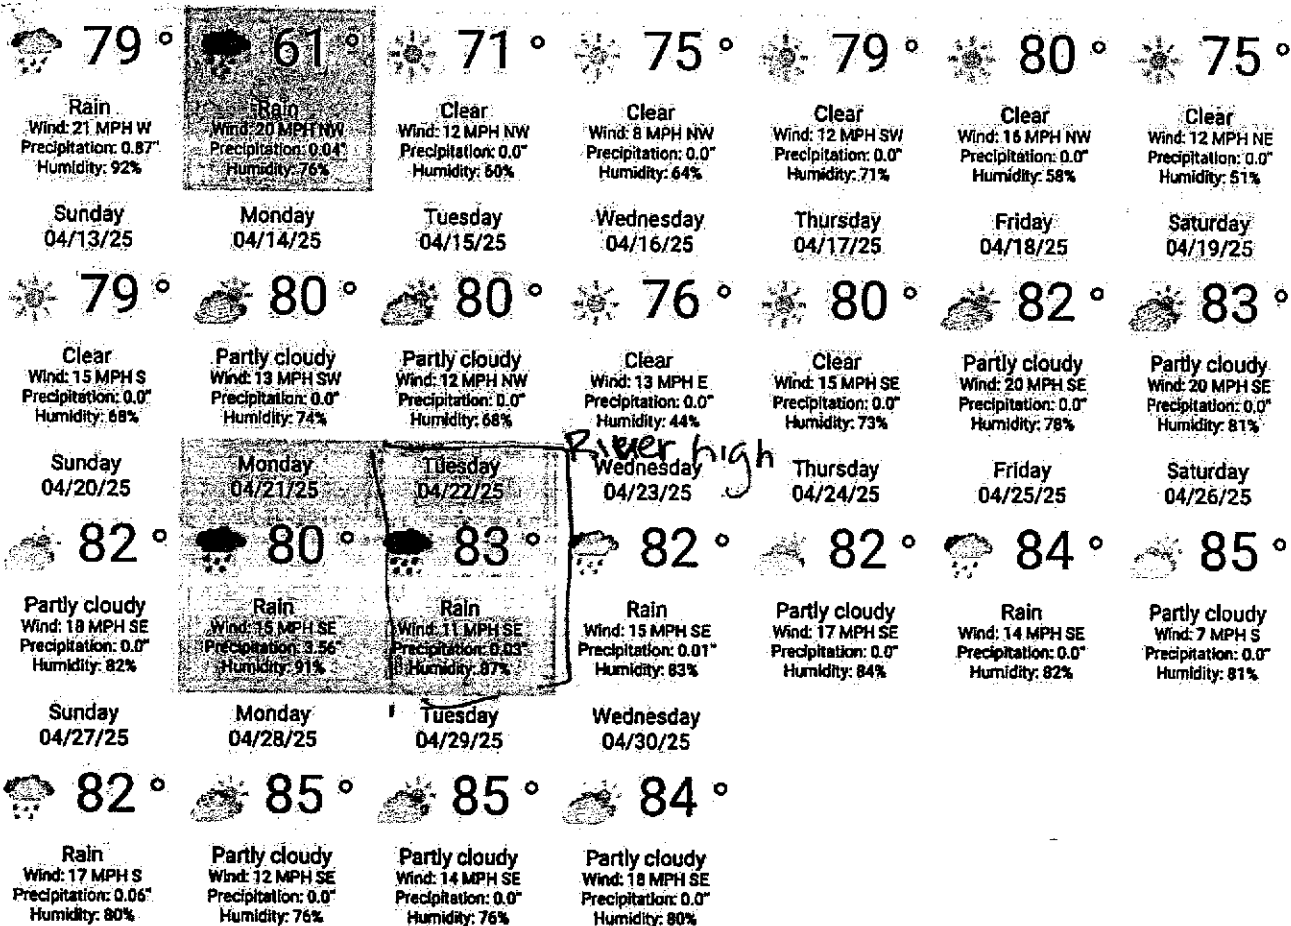 79° 61° 71° 75° 79° 80° 75°
Rain Rain Clear Clear Clear Clear Clear
Wind: 21 MPH W Wind: 20 MPH NW Wind: 12 MPH NW Wind: 8 MPH NW Wind: 12 MPH SW Wind: 16 MPH NW Wind: 12 MPH NE
Precipitation: 0.87" Precipitation: 0.04" Precipitation: 0.0" Precipitation: 0.0" Precipitation: 0.0" Precipitation: 0.0" Precipitation: 0.0"
Humidity: 92% Humidity: 76% Humidity: 60% Humidity: 64% Humidity: 71% Humidity: 58% Humidity: 51%
Sunday Monday Tuesday Wednesday Thursday Friday Saturday
04/13/25 04/14/25 04/15/25 04/16/25 04/17/25 04/18/25 04/19/25
79° 80° 80° 76° 80° 82° 83°
Clear Partly cloudy Partly cloudy Clear Clear Partly cloudy Partly cloudy
Wind: 15 MPH S Wind: 13 MPH SW Wind: 12 MPH NW Wind: 13 MPH E Wind: 15 MPH SE Wind: 20 MPH SE Wind: 20 MPH SE
Precipitation: 0.0" Precipitation: 0.0" Precipitation: 0.0" Precipitation: 0.0" Precipitation: 0.0" Precipitation: 0.0" Precipitation: 0.0"
Humidity: 68% Humidity: 74% Humidity: 68% Humidity: 44% Humidity: 73% Humidity: 78% Humidity: 81%
River high
Sunday Monday Tuesday Wednesday Thursday Friday Saturday
04/20/25 04/21/25 04/22/25 04/23/25 04/24/25 04/25/25 04/26/25
82° 80° 83° 82° 82° 84° 85°
Partly cloudy Rain Rain Rain Partly cloudy Rain Partly cloudy
Wind: 18 MPH SE Wind: 15 MPH SE Wind: 11 MPH SE Wind: 15 MPH SE Wind: 17 MPH SE Wind: 14 MPH SE Wind: 7 MPH S
Precipitation: 0.0" Precipitation: 3.56" Precipitation: 0.03" Precipitation: 0.01" Precipitation: 0.0" Precipitation: 0.0" Precipitation: 0.0"
Humidity: 82% Humidity: 91% Humidity: 87% Humidity: 83% Humidity: 84% Humidity: 82% Humidity: 81%
Sunday Monday Tuesday Wednesday
04/27/25 04/28/25 04/29/25 04/30/25
82° 85° 85° 84°
Rain Partly cloudy Partly cloudy Partly cloudy
Wind: 17 MPH S Wind: 12 MPH SE Wind: 14 MPH SE Wind: 18 MPH SE
Precipitation: 0.06" Precipitation: 0.0" Precipitation: 0.0" Precipitation: 0.0"
Humidity: 80% Humidity: 76% Humidity: 76% Humidity: 80%